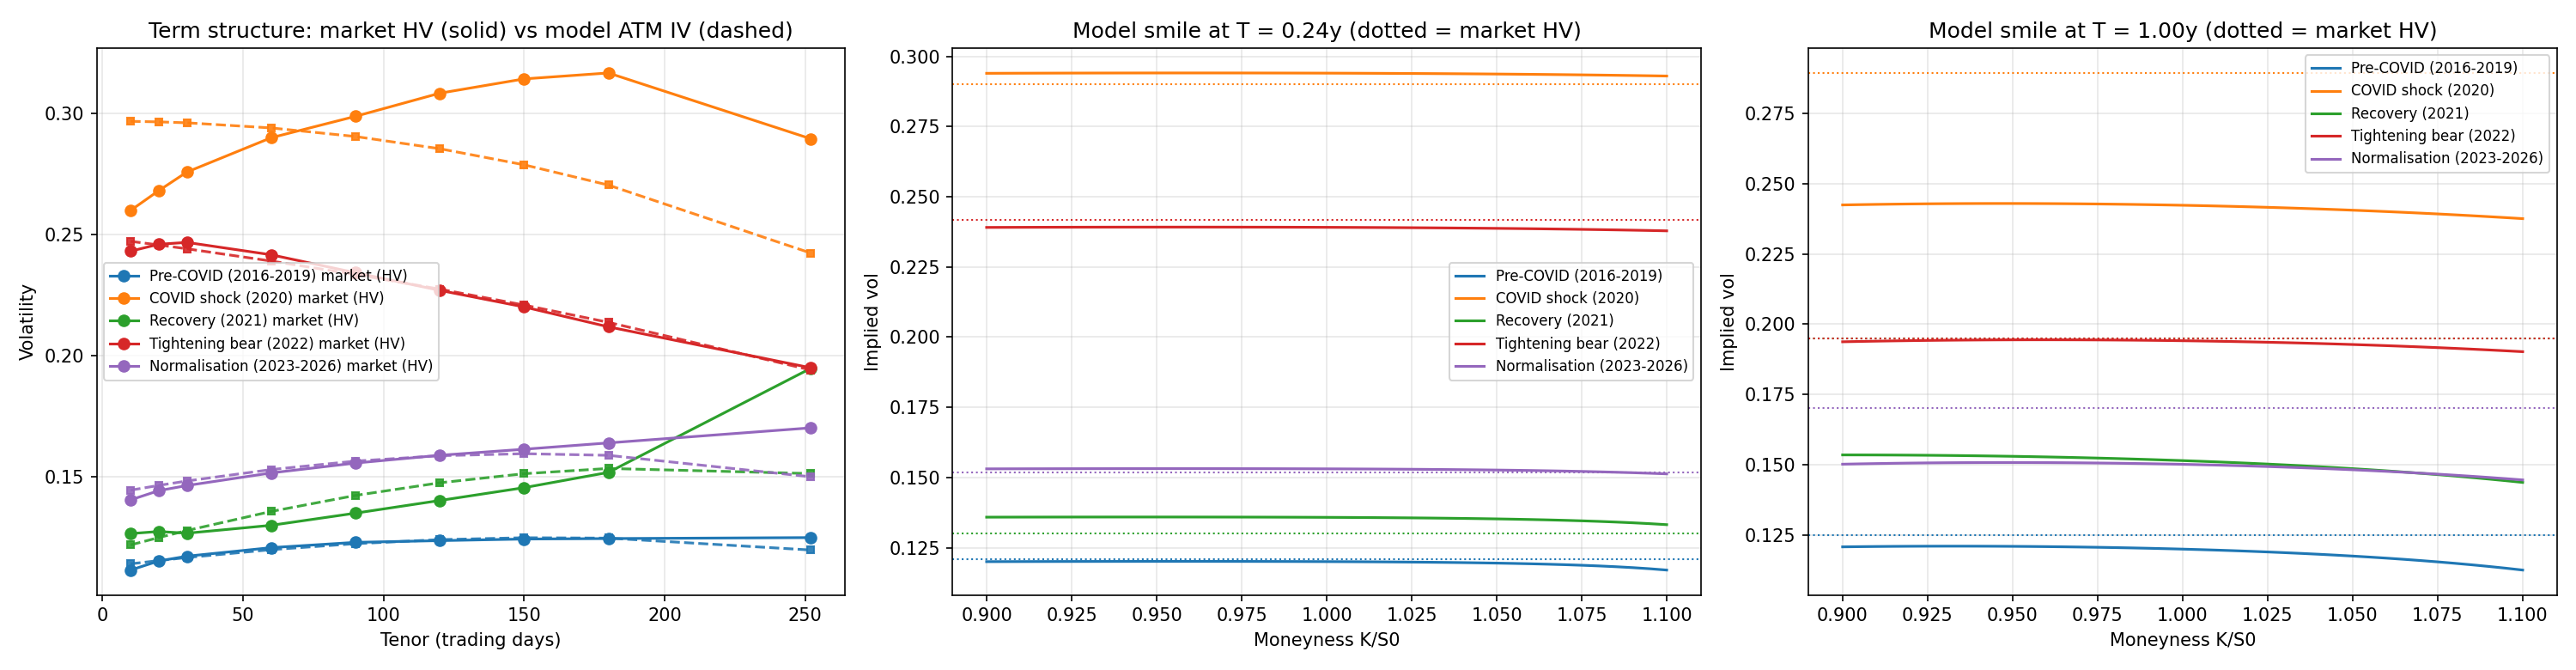 Term structure: market HV (solid) vs model ATM IV (dashed)
Volatility
0.30
0.25
0.20
0.15
Pre-COVID (2016-2019) market (HV)
COVID shock (2020) market (HV)
Recovery (2021) market (HV)
Tightening bear (2022) market (HV)
Normalisation (2023-2026) market (HV)
0 50 100 150 200 250
Tenor (trading days)
Model smile at T = 0.24y (dotted = market HV)
Implied vol
0.300
0.275
0.250
0.225
0.200
0.175
0.150
0.125
Pre-COVID (2016-2019)
COVID shock (2020)
Recovery (2021)
Tightening bear (2022)
Normalisation (2023-2026)
0.900 0.925 0.950 0.975 1.000 1.025 1.050 1.075 1.100
Moneyness K/S0
Model smile at T = 1.00y (dotted = market HV)
Implied vol
0.275
0.250
0.225
0.200
0.175
0.150
0.125
Pre-COVID (2016-2019)
COVID shock (2020)
Recovery (2021)
Tightening bear (2022)
Normalisation (2023-2026)
0.900 0.925 0.950 0.975 1.000 1.025 1.050 1.075 1.100
Moneyness K/S0